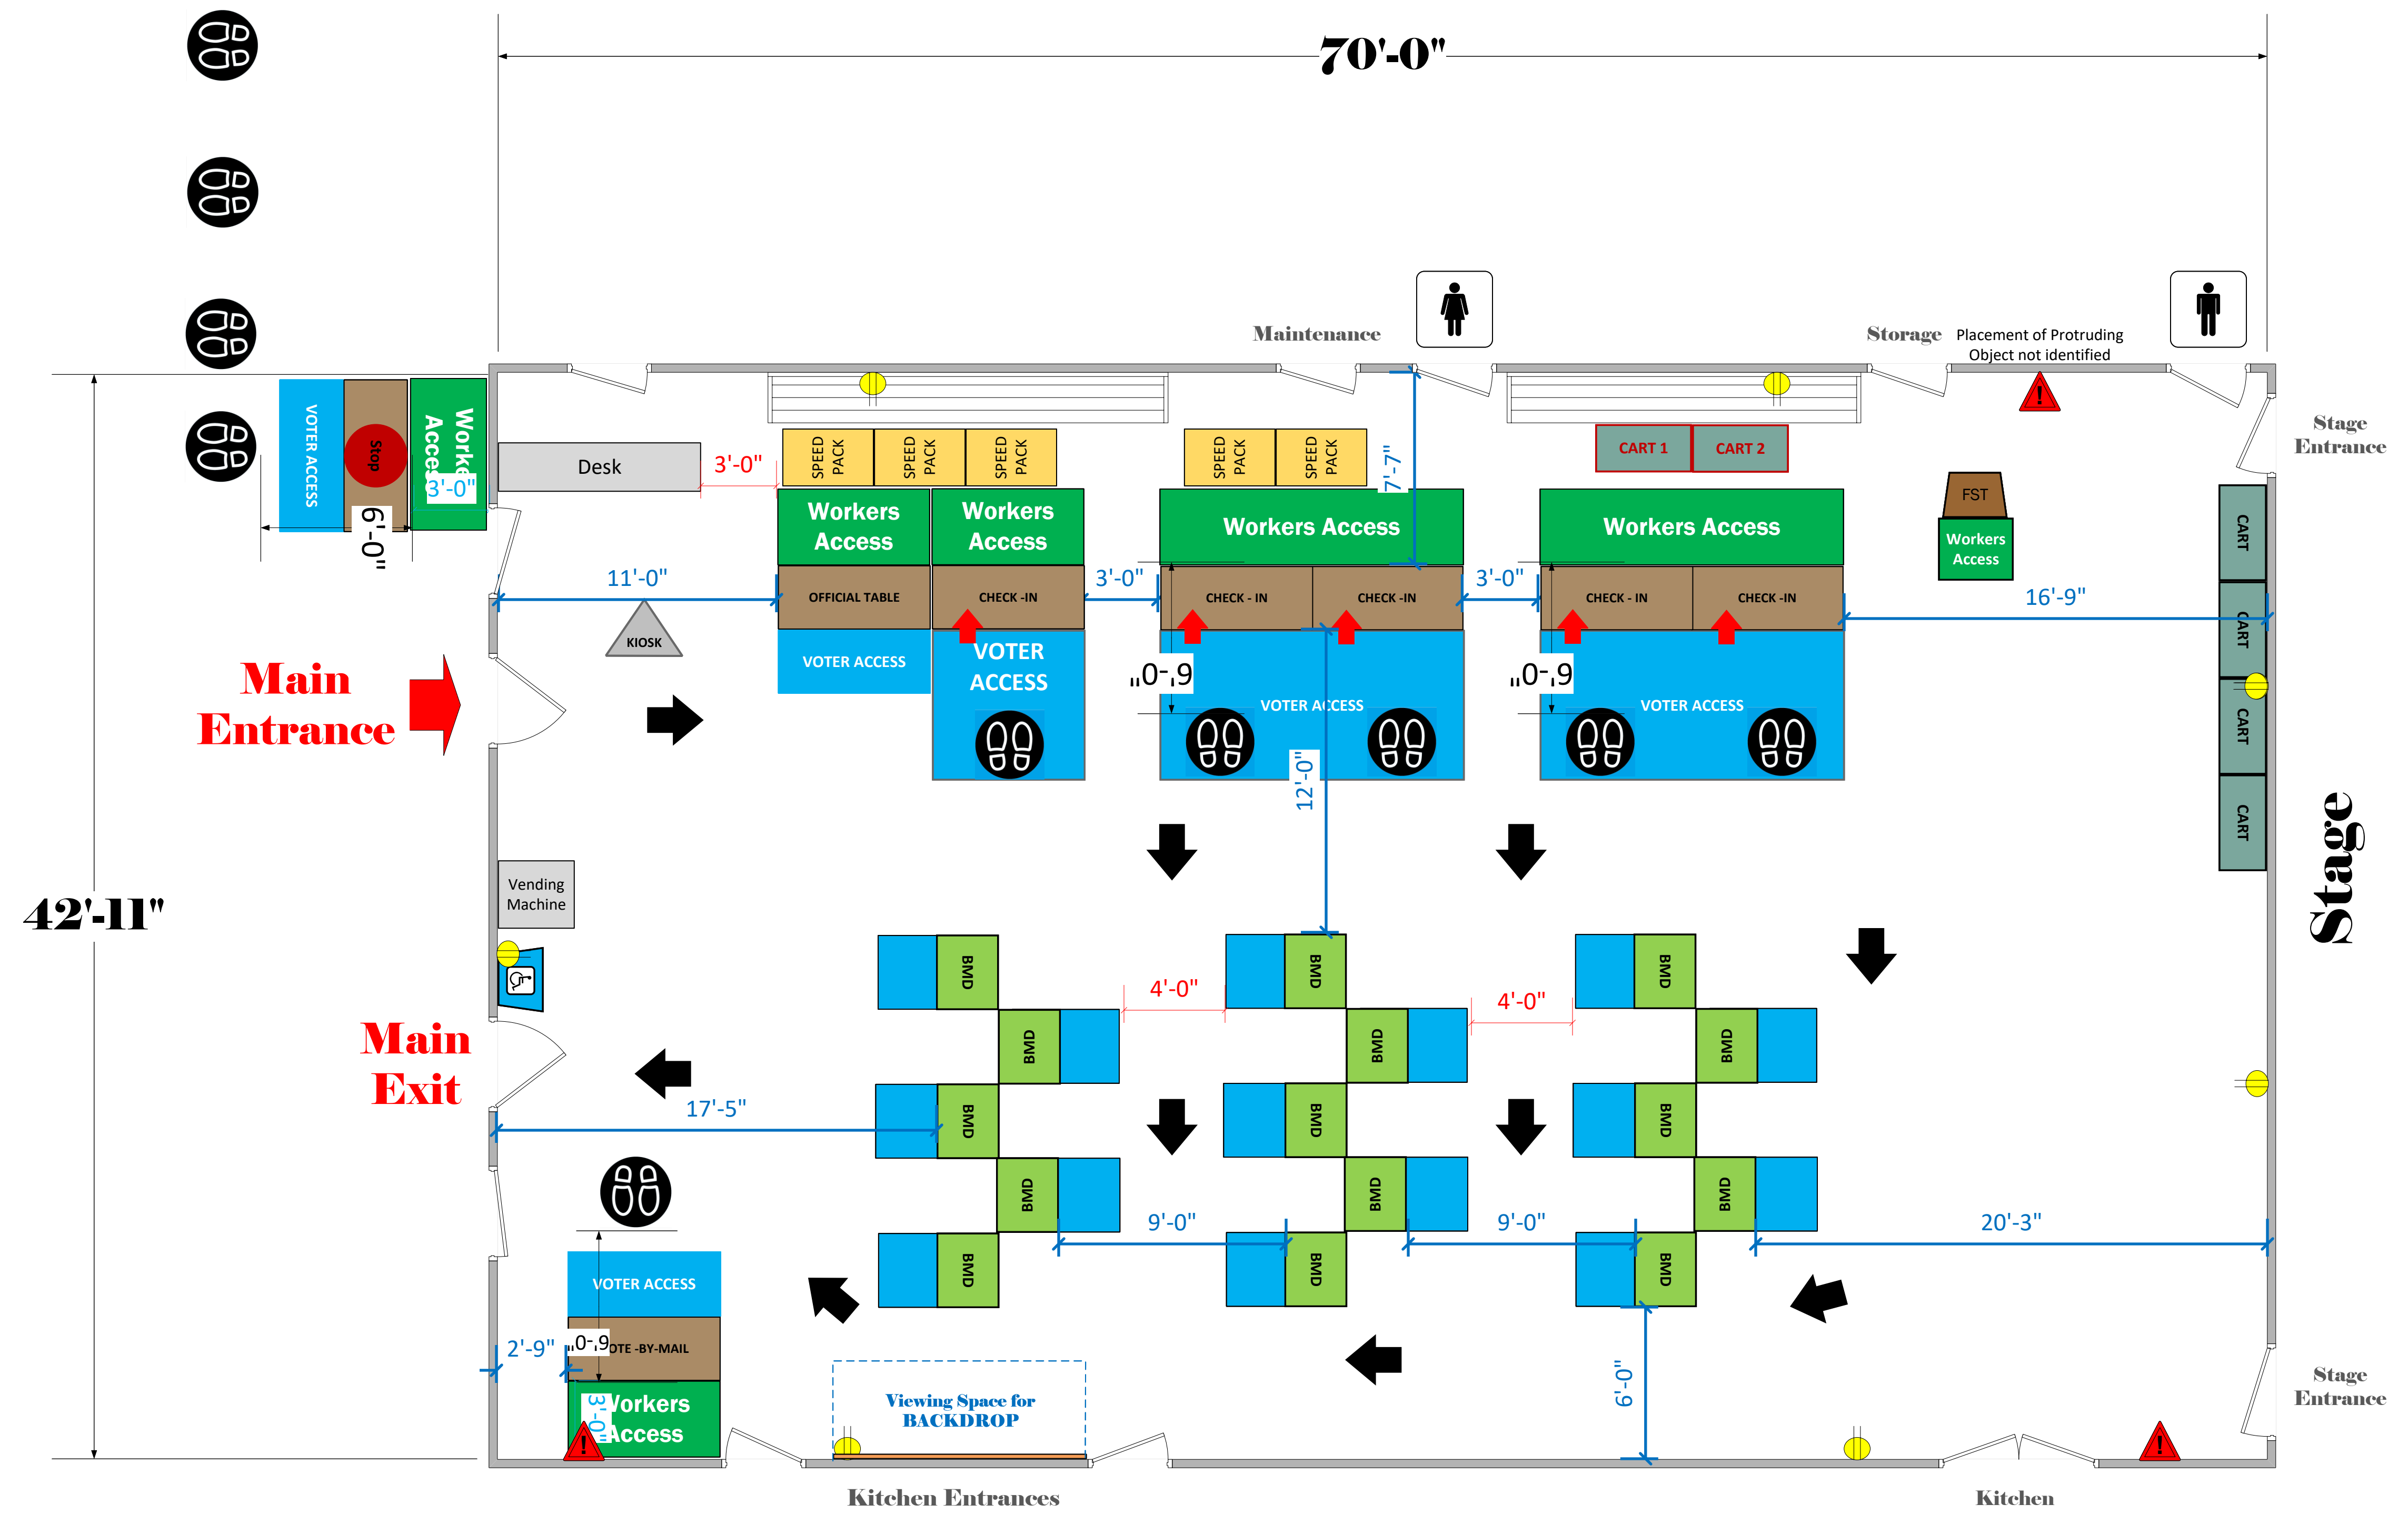 70'-0"
Maintenance
Storage
Placement of Protruding
Object not identified
Stage
Entrance
VOTER ACCESS
Stop
Worke
Access
3'-0"
6'-0"
Desk
3'-0"
SPEED
PACK
SPEED
PACK
SPEED
PACK
SPEED
PACK
SPEED
PACK
7'-7"
CART 1
CART 2
FST
Workers
Access
CART
CART
CART
CART
Workers
Access
Workers
Access
Workers Access
Workers Access
11'-0"
OFFICIAL TABLE
CHECK -IN
3'-0"
CHECK - IN
CHECK -IN
3'-0"
CHECK - IN
CHECK -IN
16'-9"
KIOSK
VOTER ACCESS
VOTER
ACCESS
6'-0"
VOTER ACCESS
6'-0"
VOTER ACCESS
Main
Entrance
12'-0"
42'-11"
Stage
Vending
Machine
BMD
BMD
BMD
4'-0"
4'-0"
Main
Exit
BMD
BMD
BMD
17'-5"
BMD
BMD
BMD
BMD
BMD
BMD
9'-0"
9'-0"
20'-3"
BMD
BMD
BMD
VOTER ACCESS
2'-9"
6'-0"
OTE -BY-MAIL
3'-0"
Workers
Access
Viewing Space for
BACKDROP
6'-0"
Stage
Entrance
Kitchen Entrances
Kitchen